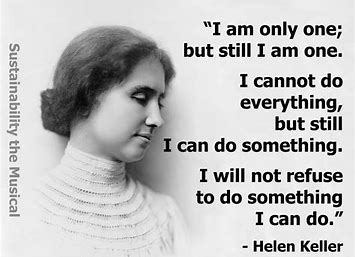 “I am only one;
but still I am one.
I cannot do
everything,
but still
I can do something.
I will not refuse
to do something
I can do.”
- Helen Keller
Sustainability the Musical